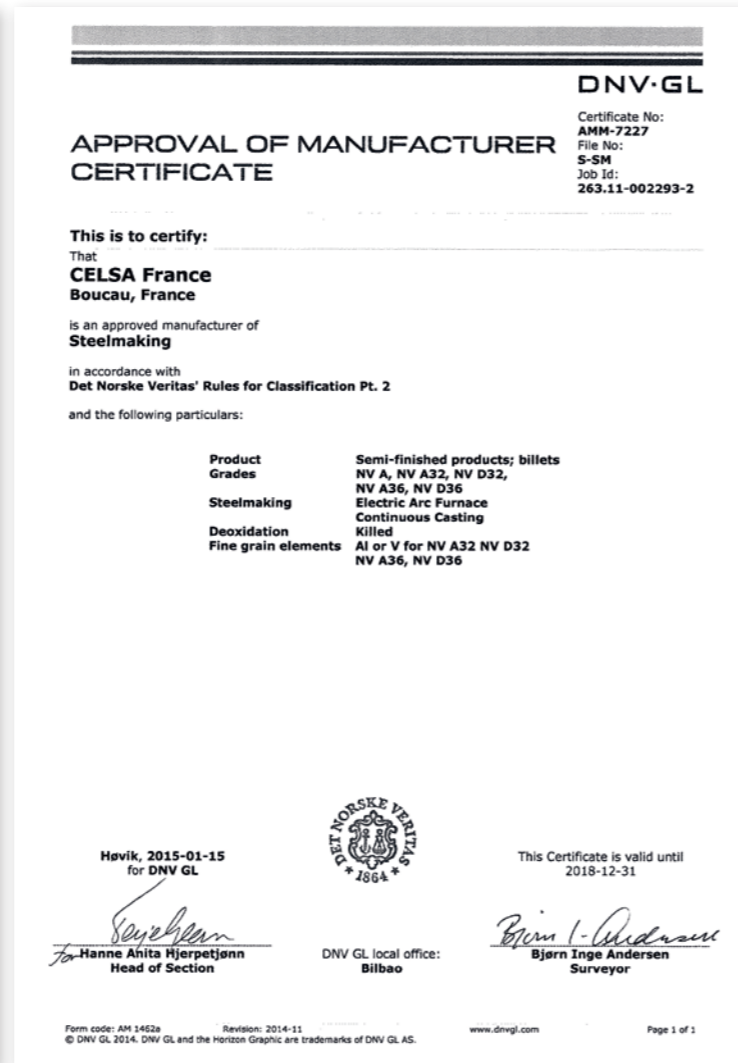 DNV·GL
Certificate No:
AMM-7227
File No:
S-SM
Job Id:
263.11-002293-2
APPROVAL OF MANUFACTURER
CERTIFICATE
This is to certify:
That
CELSA France
Boucau, France
is an approved manufacturer of
Steelmaking
in accordance with
Det Norske Veritas' Rules for Classification Pt. 2
and the following particulars:
Product Semi-finished products; billets
Grades NV A, NV A32, NV D32,
NV A36, NV D36
Steelmaking Electric Arc Furnace
Continuous Casting
Deoxidation Killed
Fine grain elements Al or V for NV A32 NV D32
NV A36, NV D36
DET NORSKE VERITAS
1864
Høvik, 2015-01-15
for DNV GL
This Certificate is valid until
2018-12-31
for Hanne Anita Hjerpetjønn
Head of Section
DNV GL local office:
Bilbao
Bjørn Inge Andersen
Surveyor
Form code: AM 1462a Revision: 2014-11 www.dnvgl.com Page 1 of 1
© DNV GL 2014. DNV GL and the Horizon Graphic are trademarks of DNV GL AS.